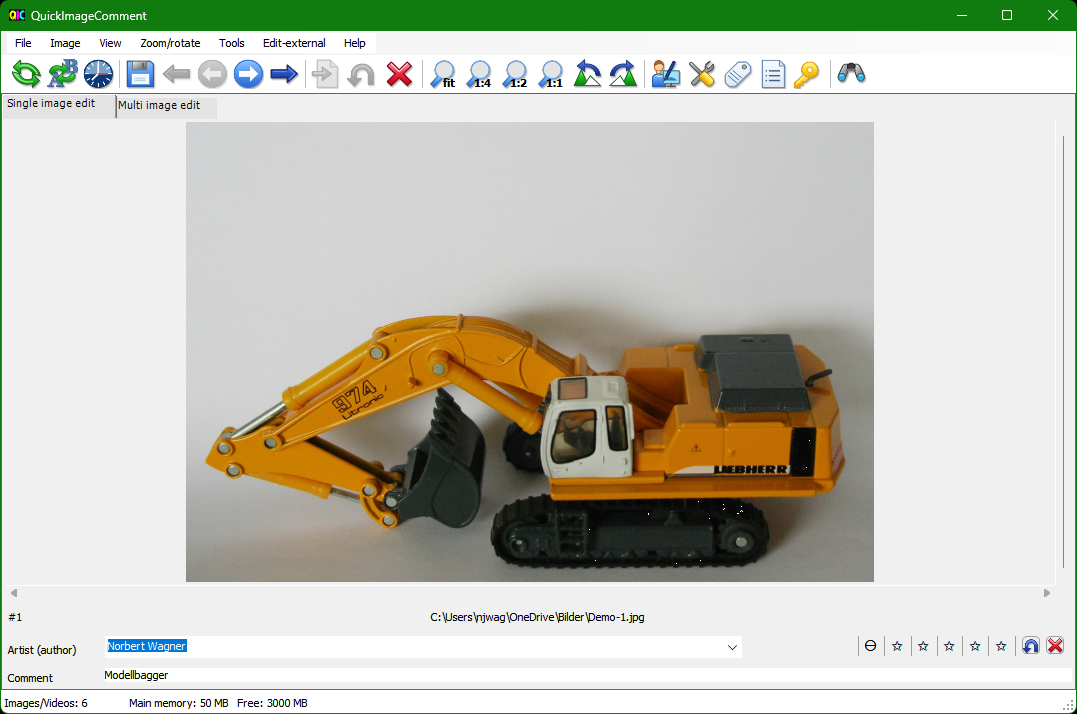 QuickImageComment
File Image View Zoom/rotate Tools Edit-external Help
fit 1:4 1:2 1:1
Single image edit Multi image edit
974
Litronic
LIEBHERR
#1 C:\Users\njwag\OneDrive\Bilder\Demo-1.jpg
Artist (author) Norbert Wagner
Comment Modellbagger
Images/Videos: 6 Main memory: 50 MB Free: 3000 MB